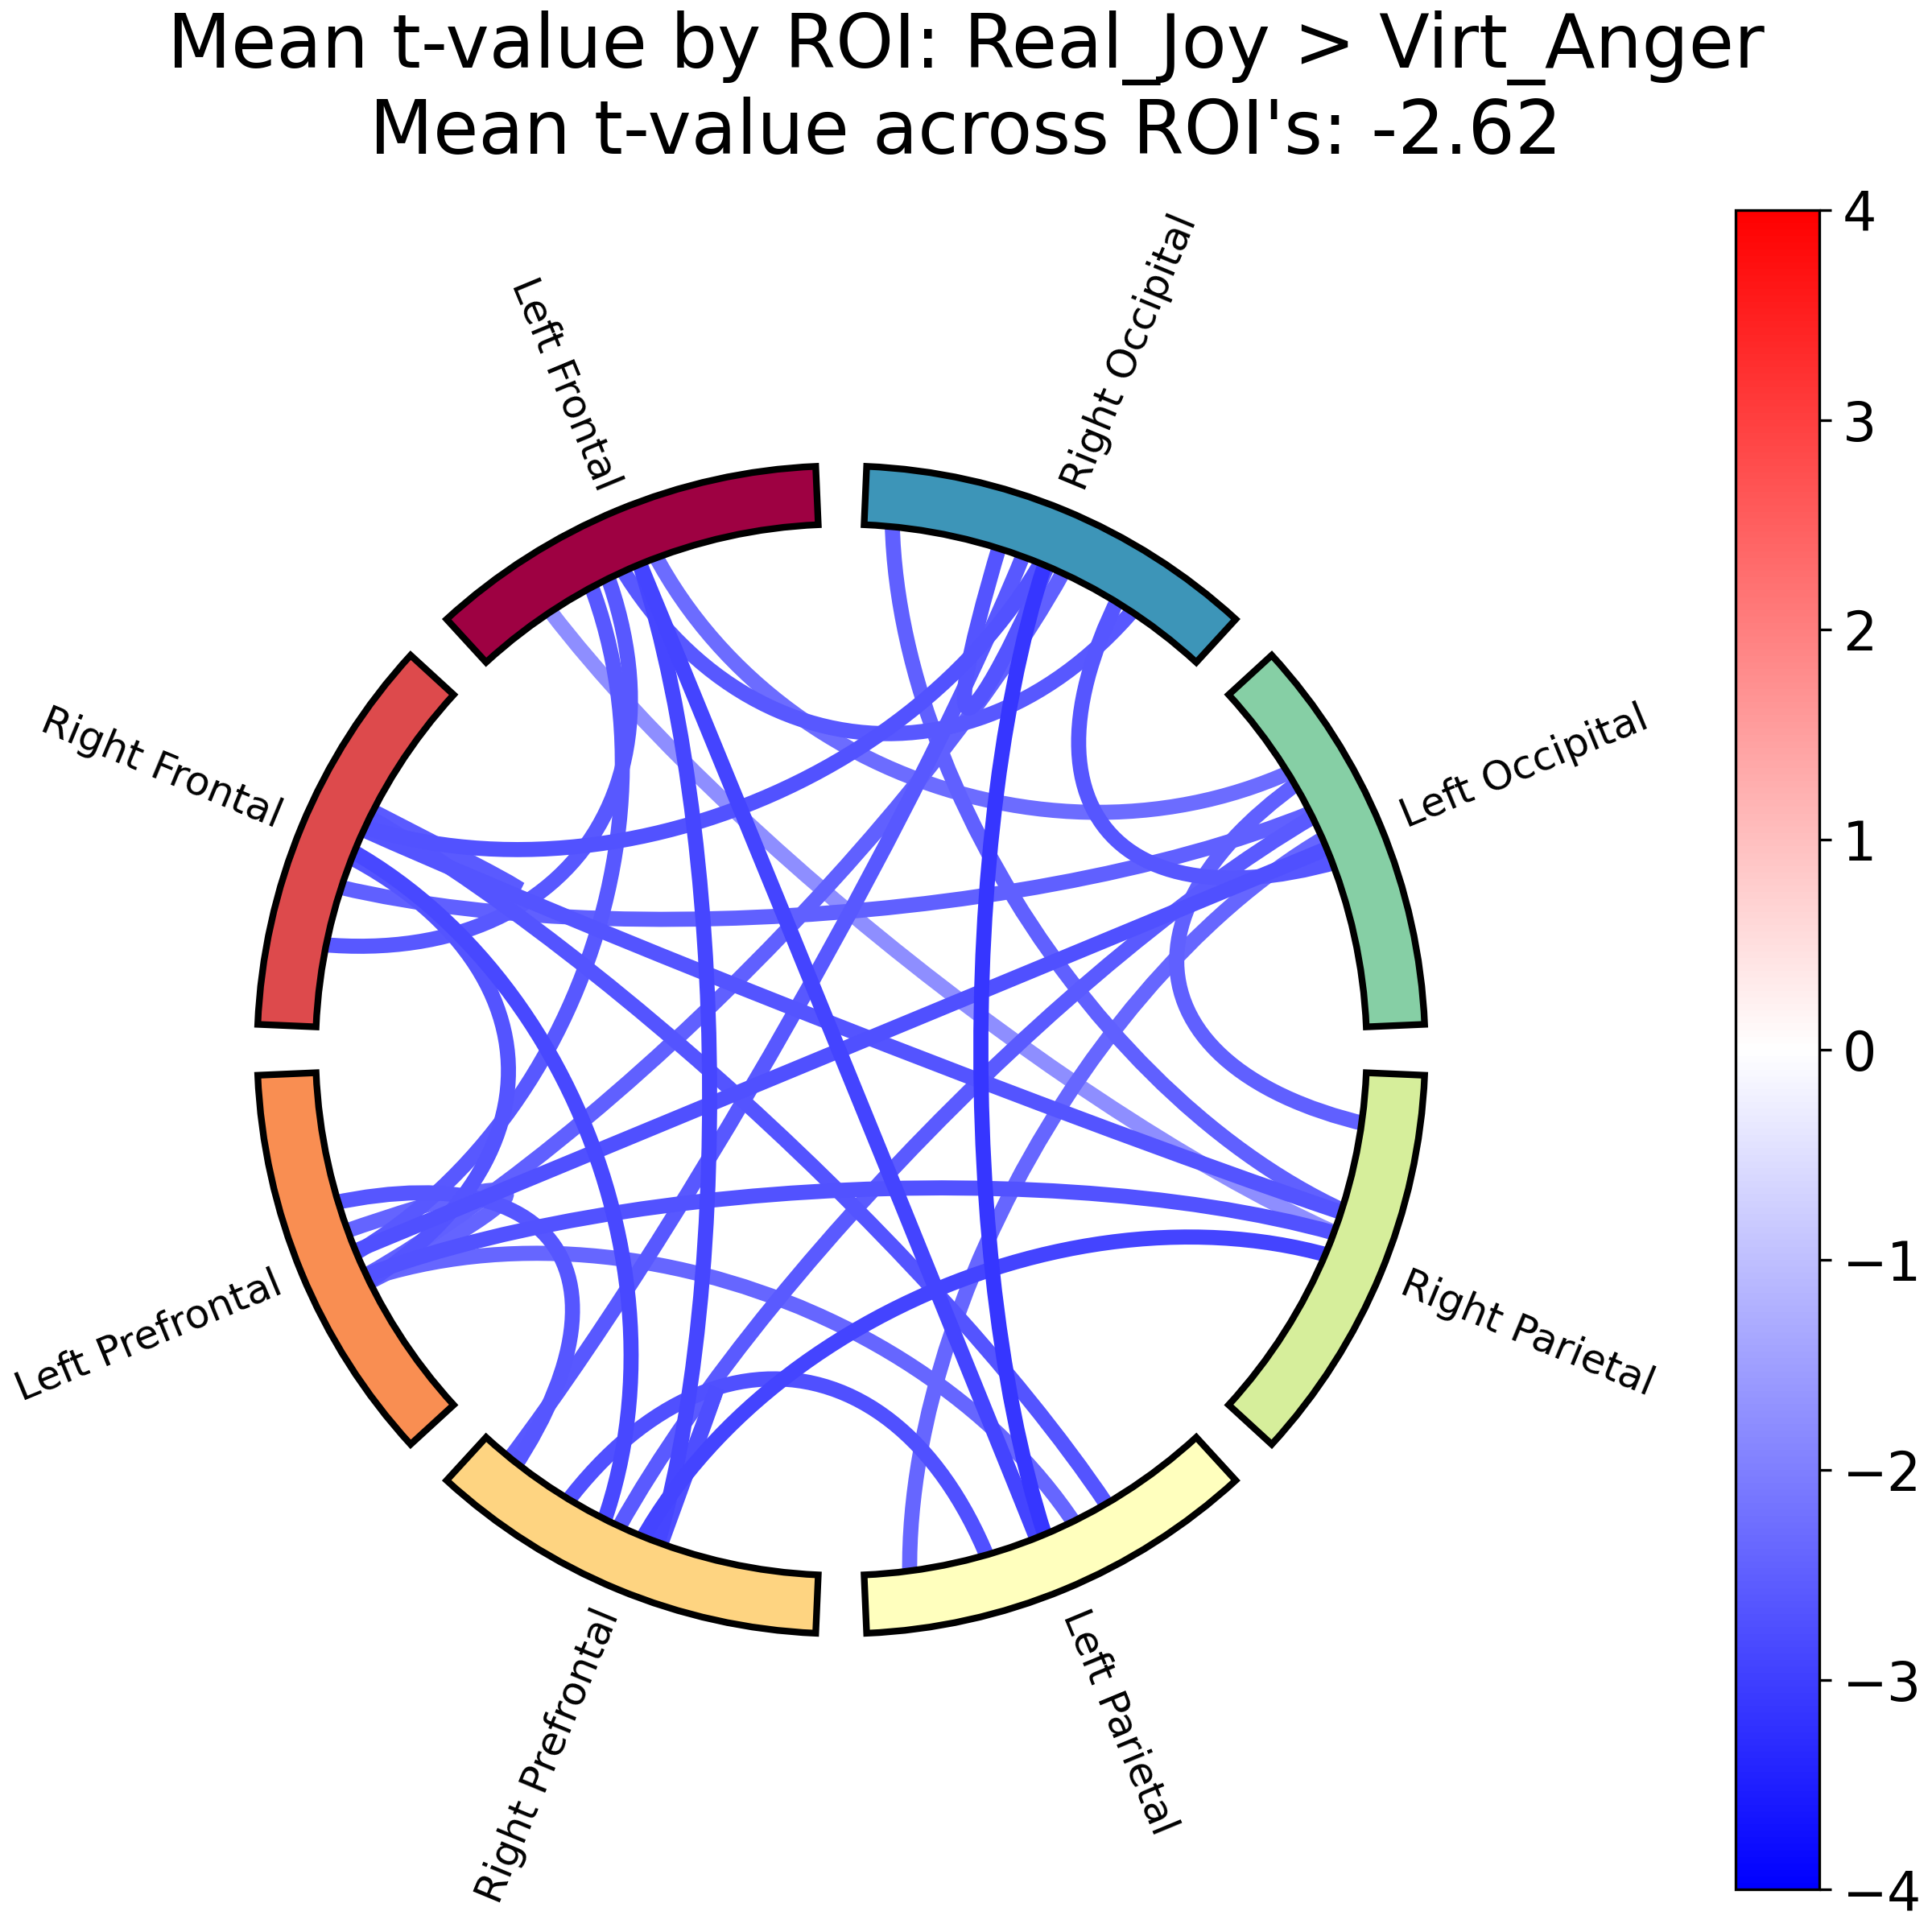 Mean t-value by ROI: Real_Joy > Virt_Anger
Mean t-value across ROI's: -2.62
Left Frontal
Right Occipital
Right Frontal
Left Occipital
Left Prefrontal
Right Parietal
Right Prefrontal
Left Parietal
4
3
2
1
0
−1
−2
−3
−4